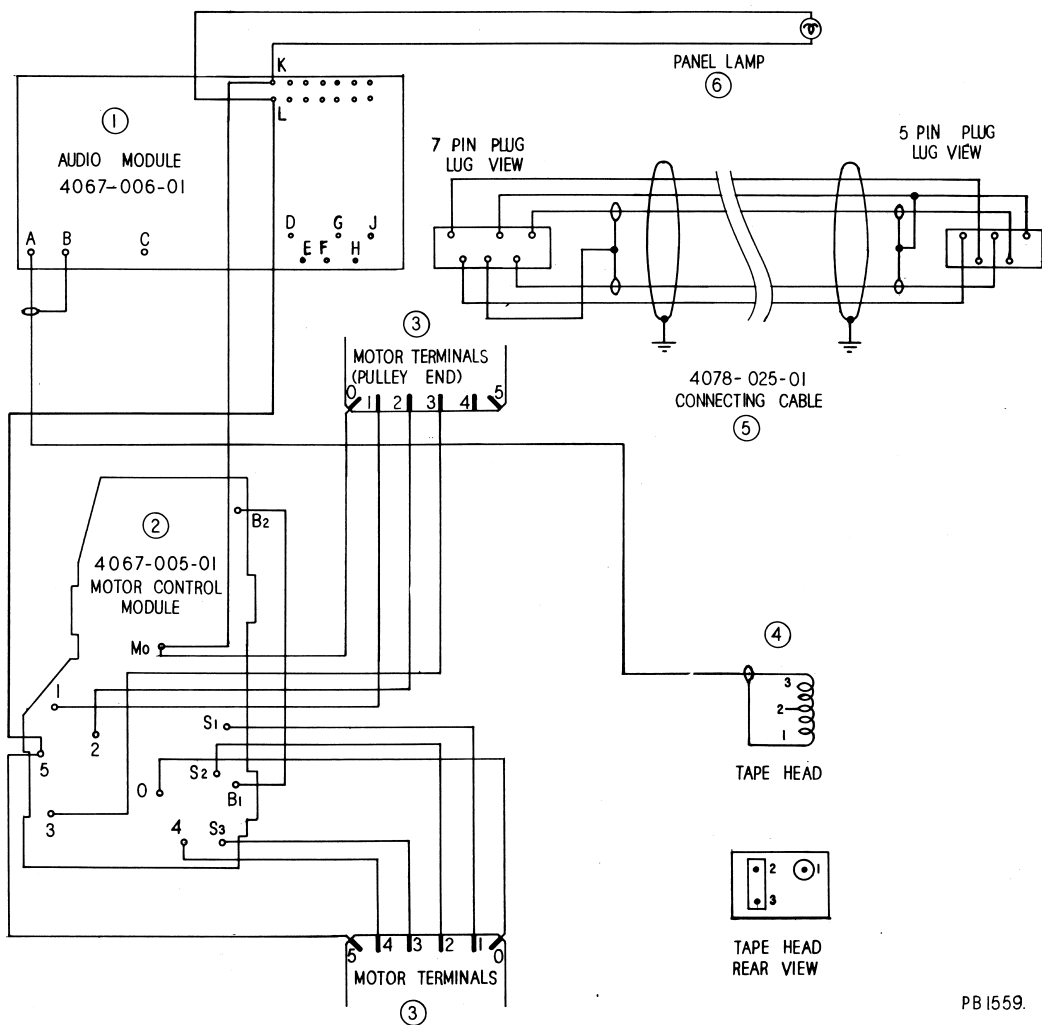 K
PANEL LAMP
6
L
1
AUDIO MODULE
4067-006-01
7 PIN PLUG
LUG VIEW
5 PIN PLUG
LUG VIEW
A B C D G J
E F H
3
MOTOR TERMINALS
(PULLEY END)
0 1 2 3 4 5
4078-025-01
CONNECTING CABLE
5
2
B2
4067-005-01
MOTOR CONTROL
MODULE
Mo
4
1
3
2
1
TAPE HEAD
S1
2
5
S2
0
B1
3
4
S3
2 1
3
TAPE HEAD
REAR VIEW
5 4 3 2 1 0
MOTOR TERMINALS
3
PB1559.